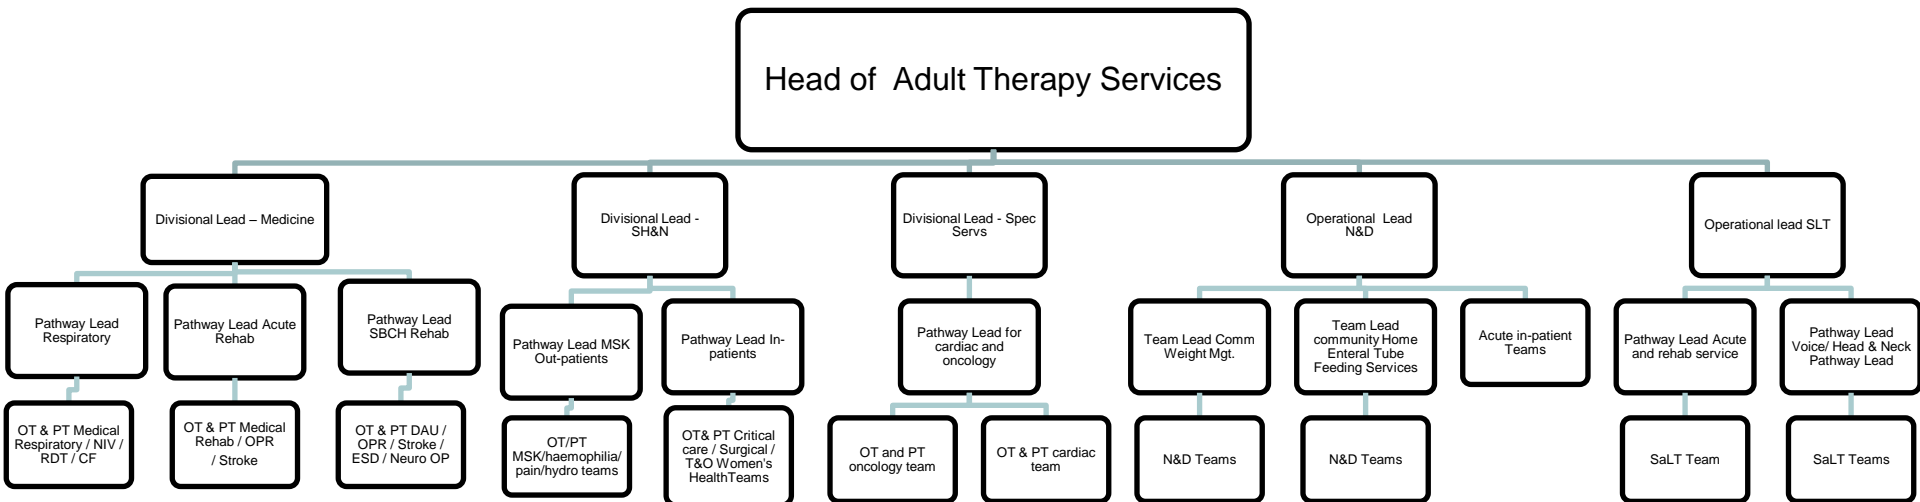 Head of Adult Therapy Services
Divisional Lead – Medicine
Divisional Lead -
SH&N
Divisional Lead - Spec
Servs
Operational Lead
N&D
Operational lead SLT
Pathway Lead
Respiratory
Pathway Lead Acute
Rehab
Pathway Lead
SBCH Rehab
Pathway Lead MSK
Out-patients
Pathway Lead In-
patients
Pathway Lead for
cardiac and
oncology
Team Lead Comm
Weight Mgt.
Team Lead
community Home
Enteral Tube
Feeding Services
Acute in-patient
Teams
Pathway Lead Acute
and rehab service
Pathway Lead
Voice/ Head & Neck
Pathway Lead
OT & PT Medical
Respiratory / NIV /
RDT / CF
OT & PT Medical
Rehab / OPR
/ Stroke
OT & PT DAU /
OPR / Stroke /
ESD / Neuro OP
OT/PT
MSK/haemophilia/
pain/hydro teams
OT& PT Critical
care / Surgical /
T&O Women's
HealthTeams
OT and PT
oncology team
OT & PT cardiac
team
N&D Teams
N&D Teams
SaLT Team
SaLT Teams